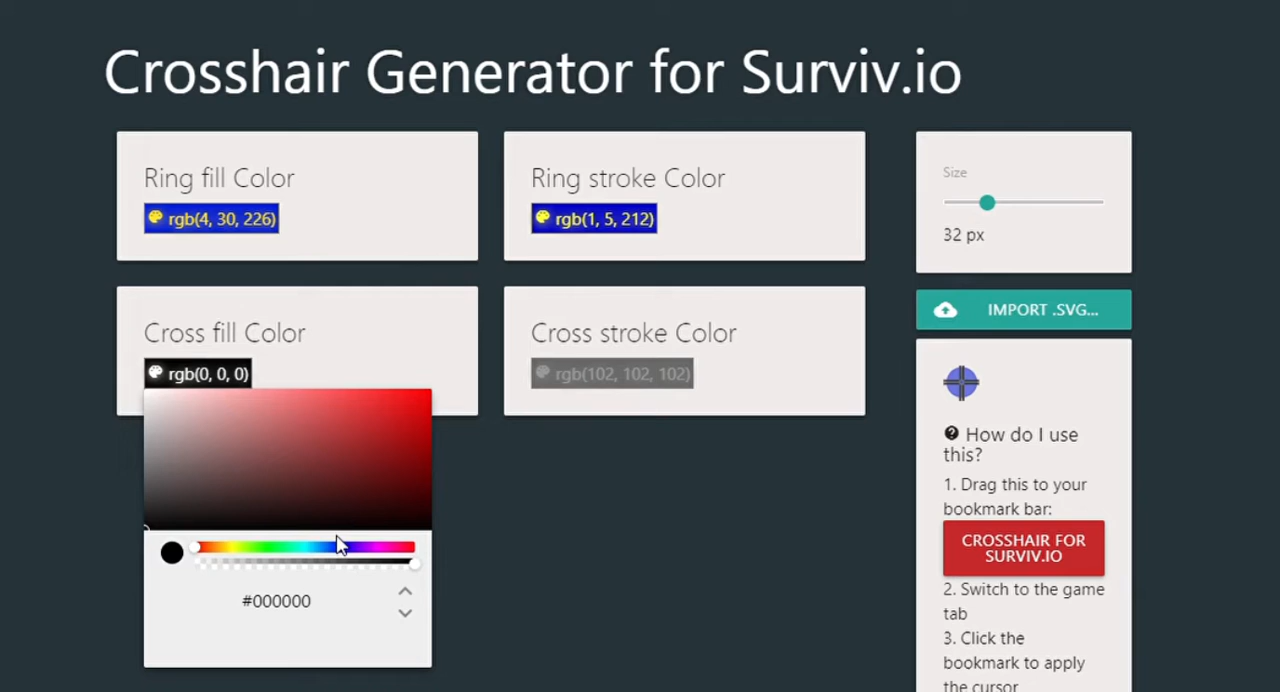 Crosshair Generator for Surviv.io
Ring fill Color
rgb(4, 30, 226)
Ring stroke Color
rgb(1, 5, 212)
Size
32 px
Cross fill Color
rgb(0, 0, 0)
Cross stroke Color
rgb(102, 102, 102)
#000000
IMPORT .SVG...
How do I use
this?
1. Drag this to your
bookmark bar:
CROSSHAIR FOR
SURVIV.IO
2. Switch to the game
tab
3. Click the
bookmark to apply
the cursor